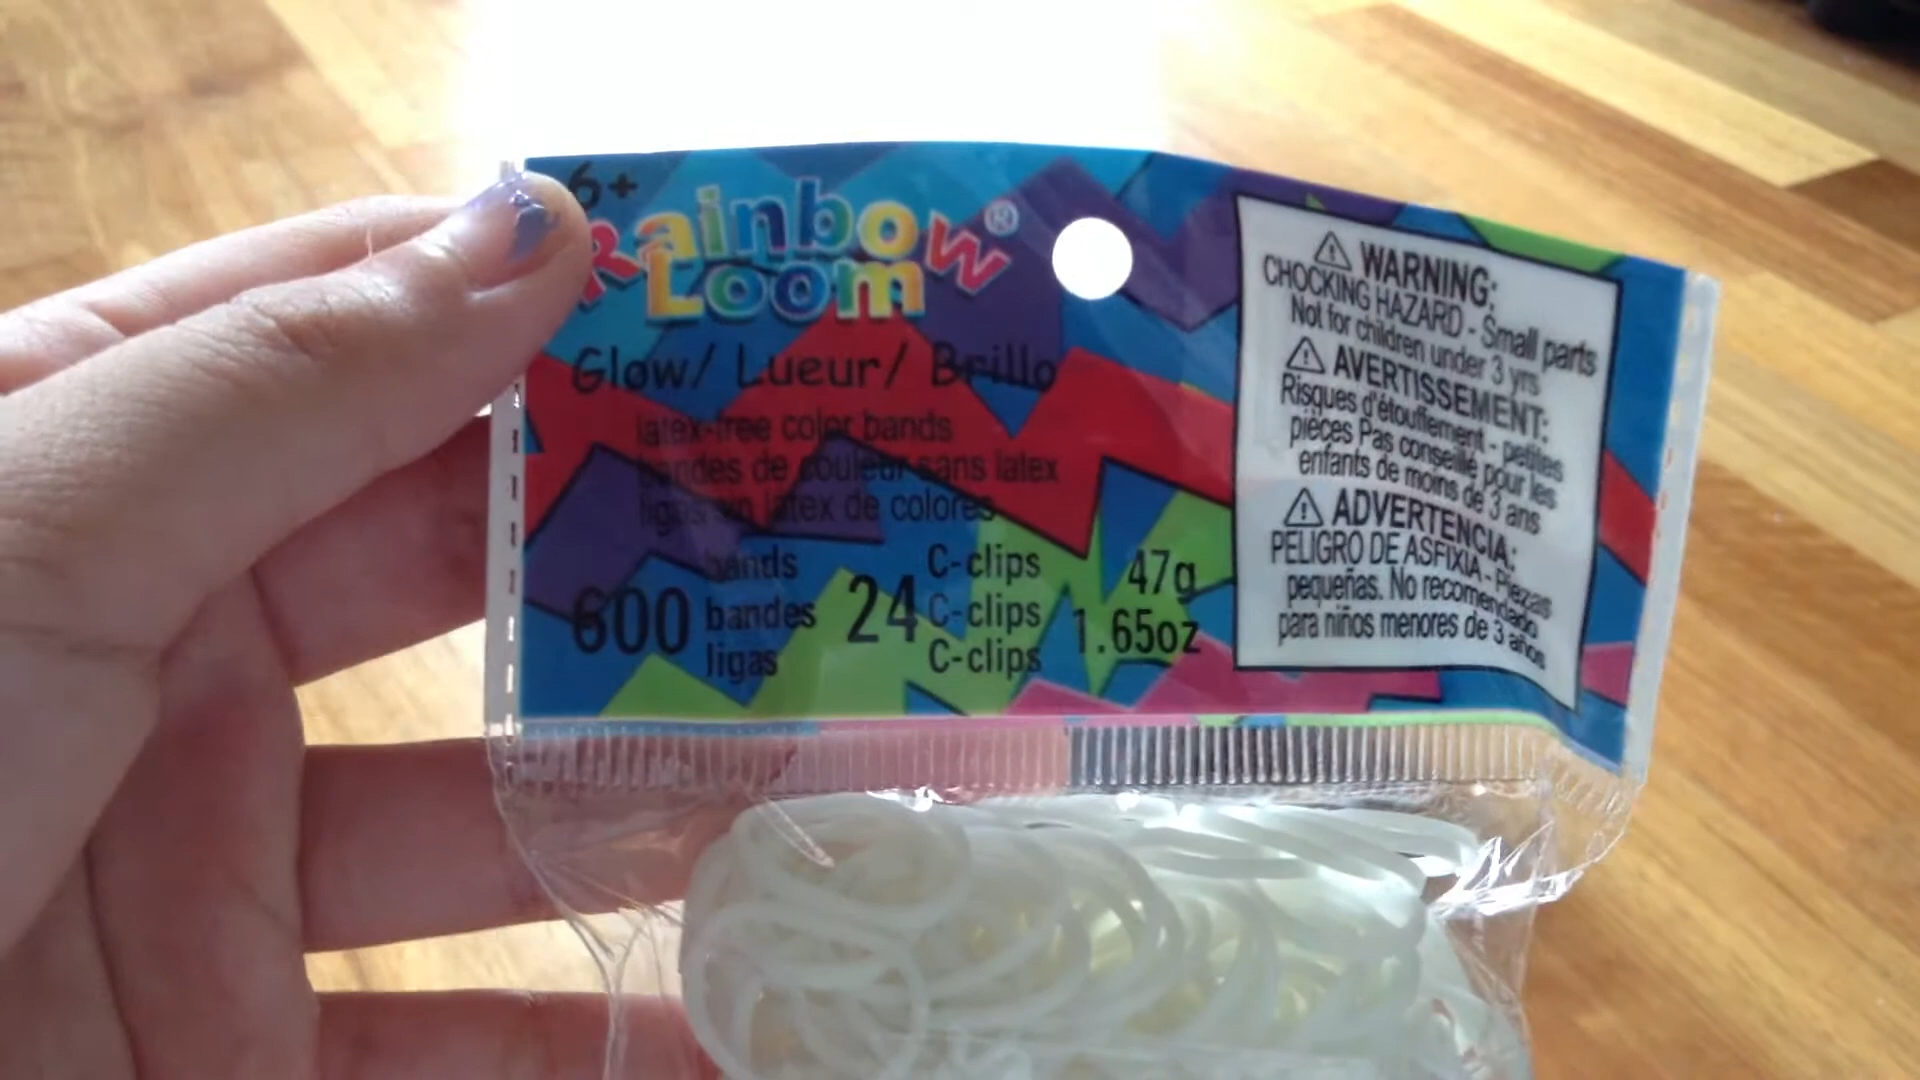 6+
Rainbow
Loom®
Glow/ Lueur/ Brillo
latex-free color bands
bandes de couleur sans latex
ligas en latex de colores
600
bands
bandes
ligas
24
C-clips
C-clips
C-clips
47g
1.65oz
⚠ WARNING:
CHOCKING HAZARD - Small parts
Not for children under 3 yrs
⚠ AVERTISSEMENT:
Risques d'étouffement - petites
pièces Pas conseillé pour les
enfants de moins de 3 ans
⚠ ADVERTENCIA:
PELIGRO DE ASFIXIA - Piezas
pequeñas. No recomendado
para niños menores de 3 años